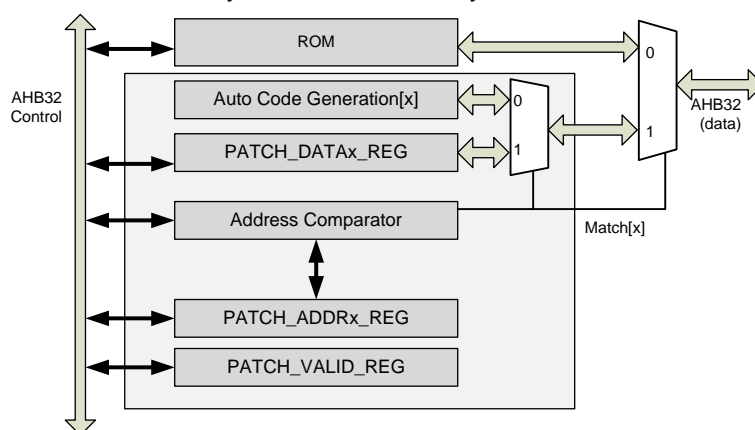 ROM
0
AHB32
Control
Auto Code Generation[x]
0
AHB32
(data)
PATCH_DATAx_REG
1
1
Address Comparator
Match[x]
PATCH_ADDRx_REG
PATCH_VALID_REG